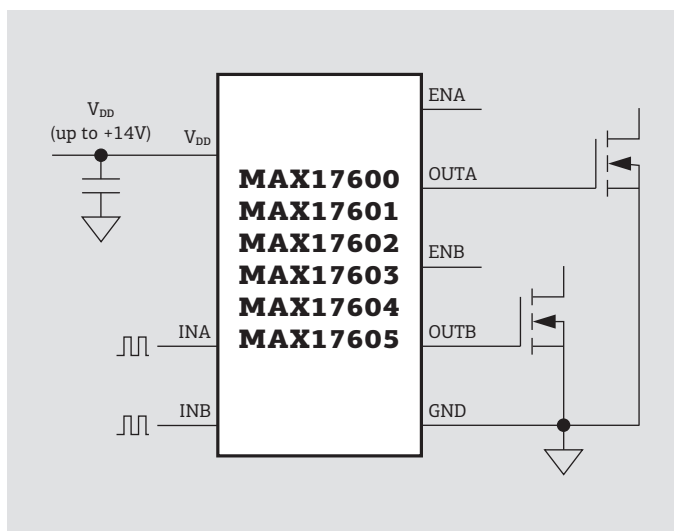 V_DD
(up to +14V)
V_DD
INA
INB
MAX17600
MAX17601
MAX17602
MAX17603
MAX17604
MAX17605
ENA
OUTA
ENB
OUTB
GND